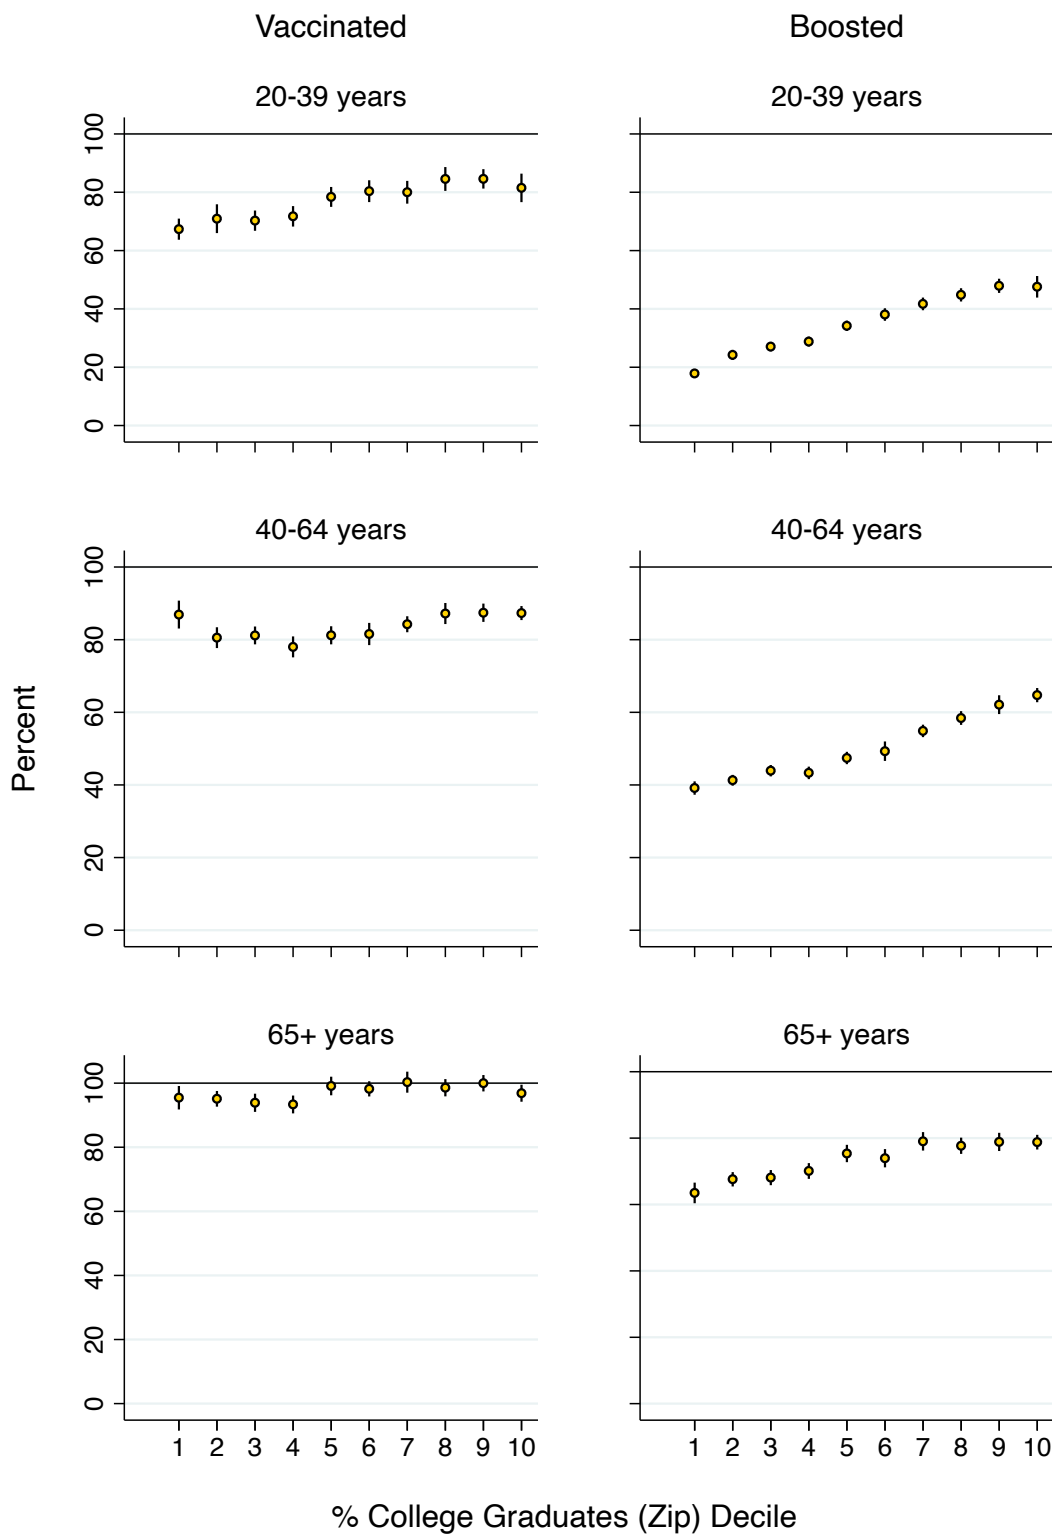 Vaccinated
Boosted
20-39 years
20-39 years
100
80
60
40
20
0
40-64 years
40-64 years
100
80
60
40
20
0
Percent
65+ years
65+ years
100
80
60
40
20
0
1 2 3 4 5 6 7 8 9 10
1 2 3 4 5 6 7 8 9 10
% College Graduates (Zip) Decile